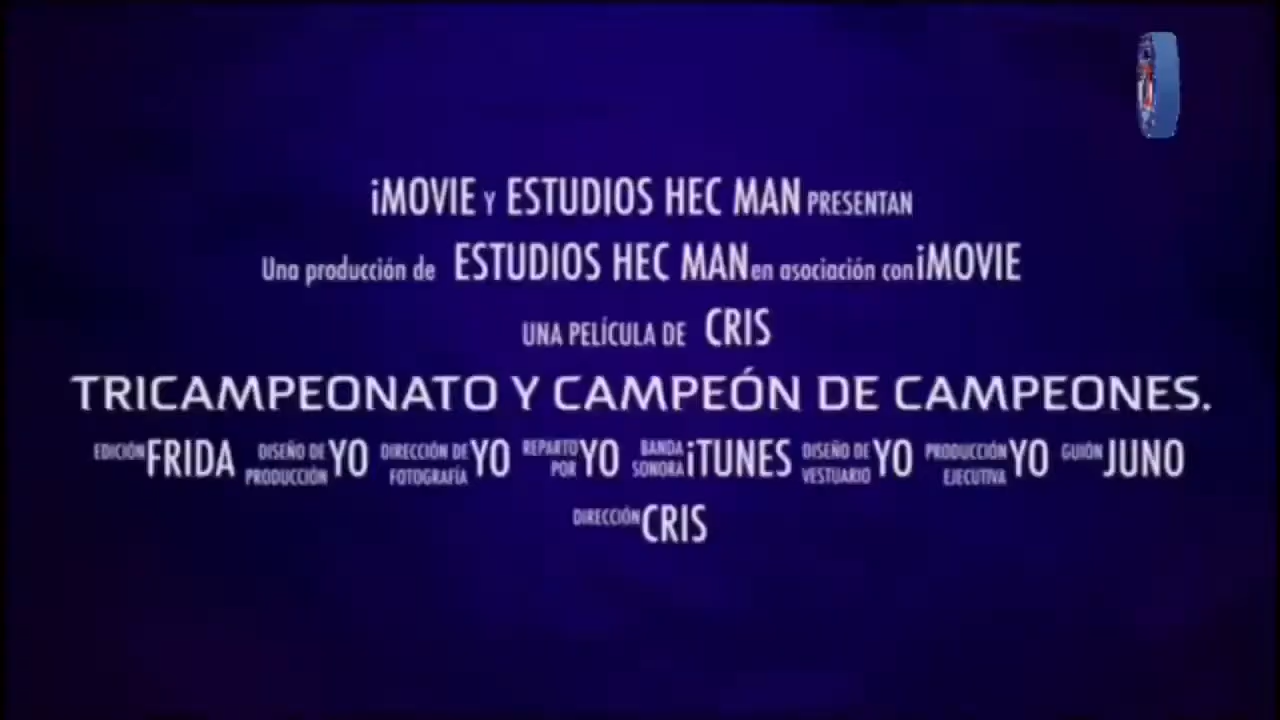 iMOVIE Y ESTUDIOS HEC MAN PRESENTAN
Una producción de ESTUDIOS HEC MAN en asociación con iMOVIE
UNA PELÍCULA DE CRIS
TRICAMPEONATO Y CAMPEÓN DE CAMPEONES.
EDICIÓN FRIDA DISEÑO DE PRODUCCIÓN YO DIRECCIÓN DE FOTOGRAFÍA YO REPARTO POR YO BANDA SONORA iTUNES DISEÑO DE VESTUARIO YO PRODUCCIÓN EJECUTIVA YO GUIÓN JUNO
DIRECCIÓN CRIS